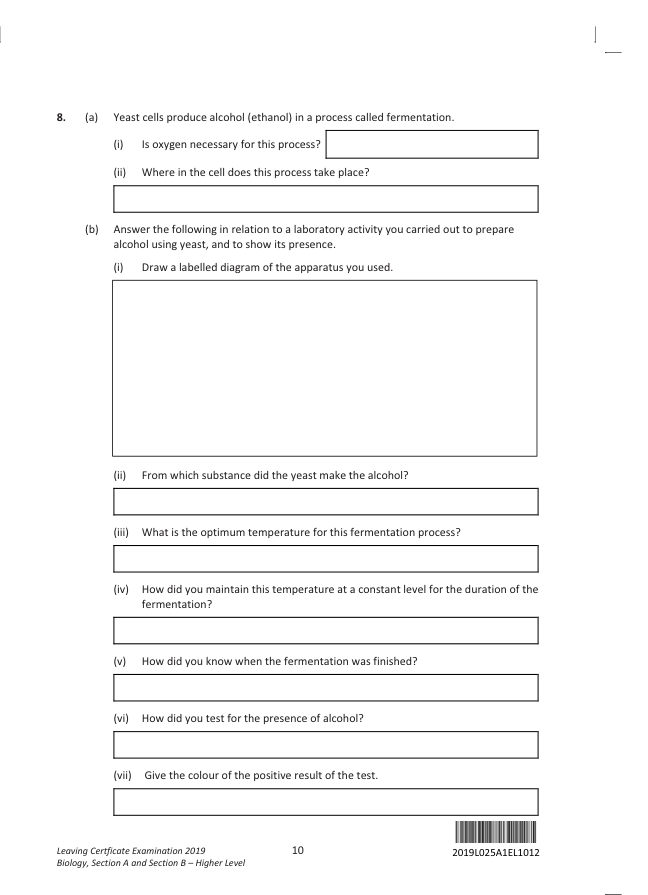 8. (a) Yeast cells produce alcohol (ethanol) in a process called fermentation.
(i) Is oxygen necessary for this process?
(ii) Where in the cell does this process take place?
(b) Answer the following in relation to a laboratory activity you carried out to prepare
alcohol using yeast, and to show its presence.
(i) Draw a labelled diagram of the apparatus you used.
(ii) From which substance did the yeast make the alcohol?
(iii) What is the optimum temperature for this fermentation process?
(iv) How did you maintain this temperature at a constant level for the duration of the
fermentation?
(v) How did you know when the fermentation was finished?
(vi) How did you test for the presence of alcohol?
(vii) Give the colour of the positive result of the test.
Leaving Certficate Examination 2019
Biology, Section A and Section B – Higher Level
10
2019L025A1EL1012